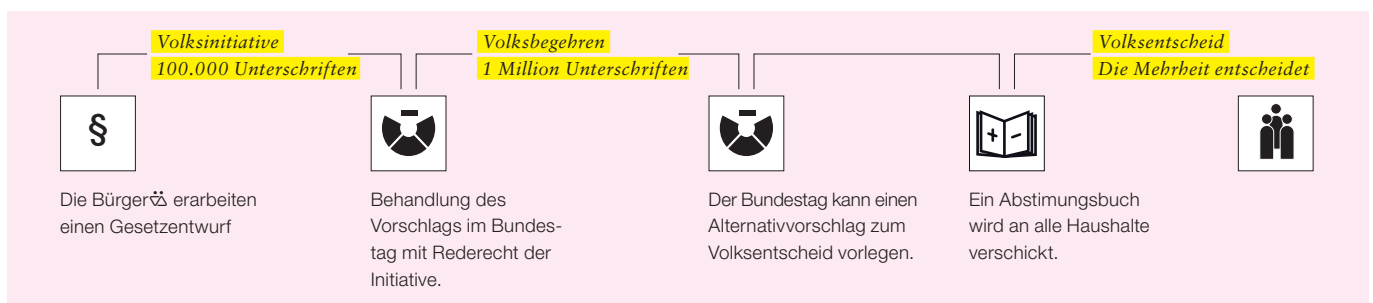 Volksinitiative
100.000 Unterschriften
Volksbegehren
1 Million Unterschriften
Volksentscheid
Die Mehrheit entscheidet
§
+ -
Die Bürger erarbeiten
einen Gesetzentwurf
Behandlung des
Vorschlags im Bundes-
tag mit Rederecht der
Initiative.
Der Bundestag kann einen
Alternativvorschlag zum
Volksentscheid vorlegen.
Ein Abstimungsbuch
wird an alle Haushalte
verschickt.